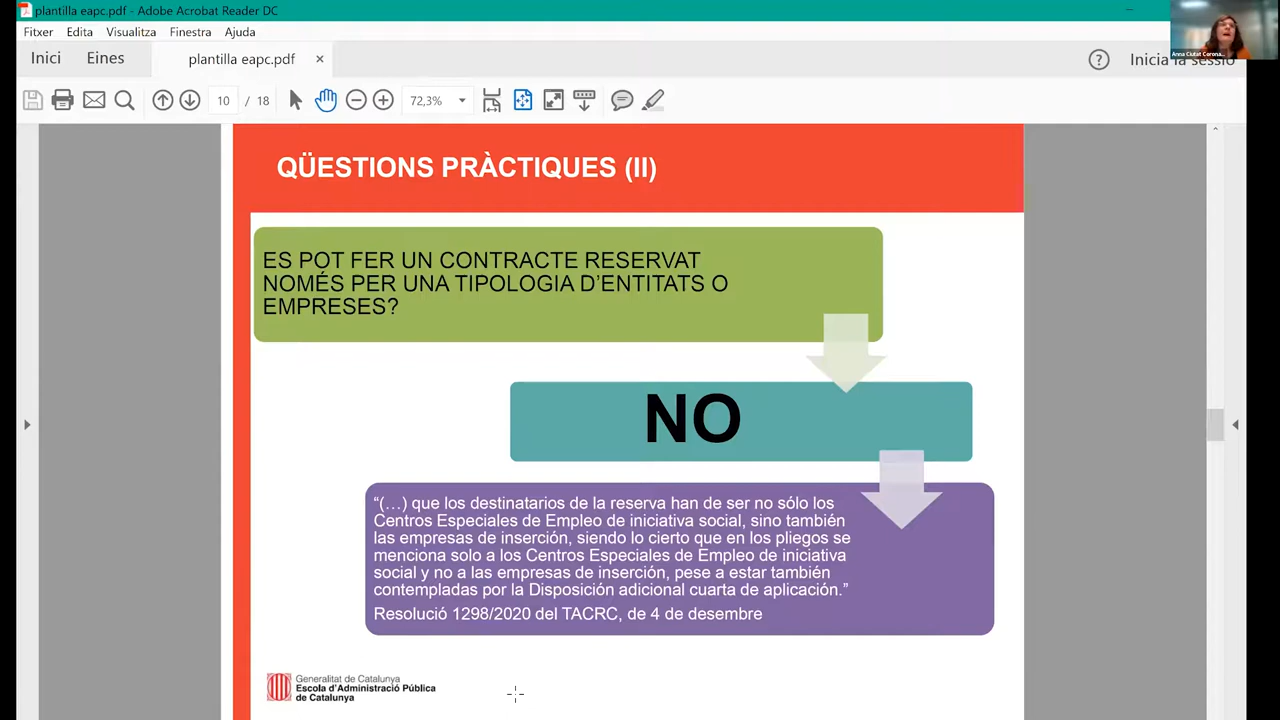 plantilla eapc.pdf - Adobe Acrobat Reader DC
Fitxer Edita Visualitza Finestra Ajuda
Inici Eines plantilla eapc.pdf × ? Inicia la sessió
10 / 18 72,3%
Anna Ciutat Corona...
QÜESTIONS PRÀCTIQUES (II)
ES POT FER UN CONTRACTE RESERVAT
NOMÉS PER UNA TIPOLOGIA D’ENTITATS O
EMPRESES?
NO
“(…) que los destinatarios de la reserva han de ser no sólo los
Centros Especiales de Empleo de iniciativa social, sino también
las empresas de inserción, siendo lo cierto que en los pliegos se
menciona solo a los Centros Especiales de Empleo de iniciativa
social y no a las empresas de inserción, pese a estar también
contempladas por la Disposición adicional cuarta de aplicación.”
Resolució 1298/2020 del TACRC, de 4 de desembre
Generalitat de Catalunya
Escola d'Administració Pública
de Catalunya